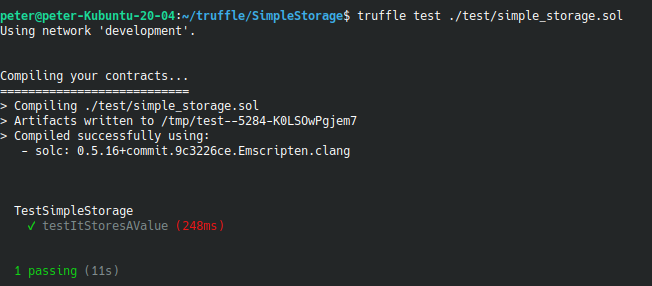 peter@peter-Kubuntu-20-04:~/truffle/SimpleStorage$ truffle test ./test/simple_storage.sol
Using network 'development'.
Compiling your contracts...
===========================
> Compiling ./test/simple_storage.sol
> Artifacts written to /tmp/test--5284-K0LSOwPgjem7
> Compiled successfully using:
- solc: 0.5.16+commit.9c3226ce.Emscripten.clang
TestSimpleStorage
✓ testItStoresAValue (248ms)
1 passing (11s)